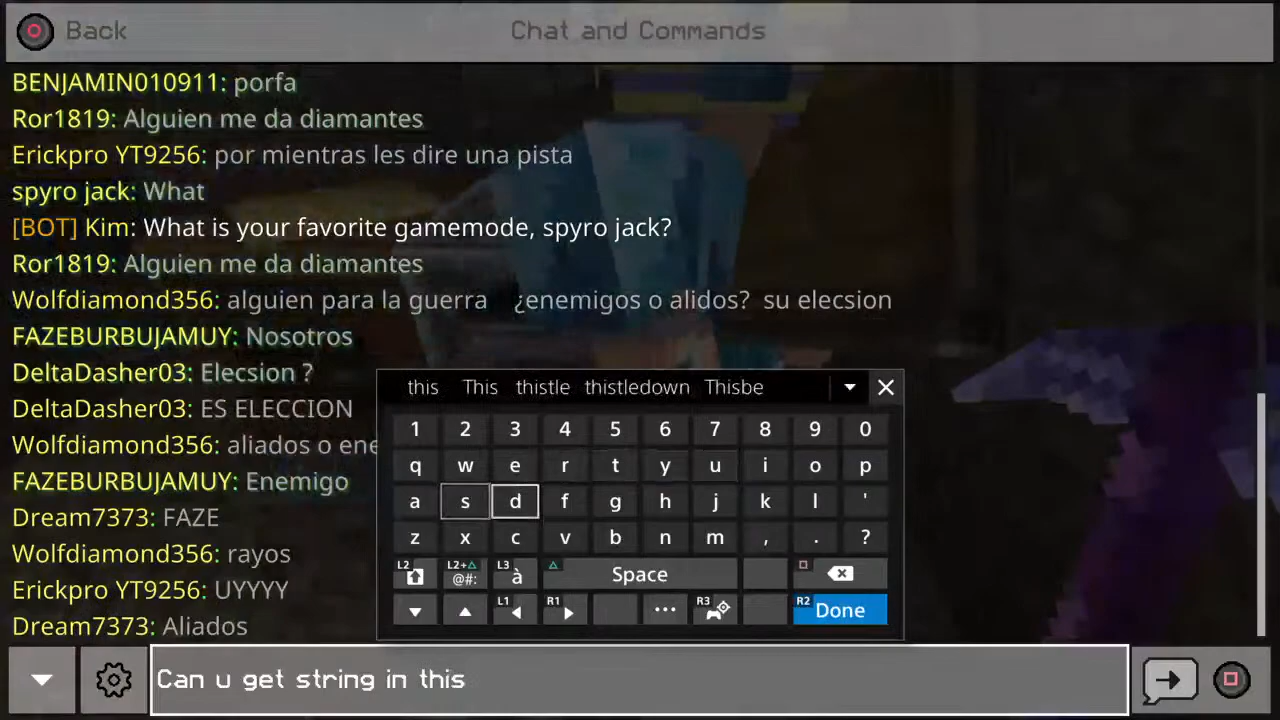 Back
Chat and Commands
BENJAMIN010911: porfa
Ror1819: Alguien me da diamantes
Erickpro YT9256: por mientras les dire una pista
spyro jack: What
[BOT] Kim: What is your favorite gamemode, spyro jack?
Ror1819: Alguien me da diamantes
Wolfdiamond356: alguien para la guerra ¿enemigos o alidos? su elecsion
FAZEBURBUJAMUY: Nosotros
DeltaDasher03: Elecsion ?
DeltaDasher03: ES ELECCION
Wolfdiamond356: aliados o ene
FAZEBURBUJAMUY: Enemigo
Dream7373: FAZE
Wolfdiamond356: rayos
Erickpro YT9256: UYYYY
Dream7373: Aliados
this This thistle thistledown Thisbe
1 2 3 4 5 6 7 8 9 0
q w e r t y u i o p
a s d f g h j k l '
z x c v b n m , . ?
L2 L2+△ @#: L3 à △ Space
L1 R1 ... R3 R2 Done
Can u get string in this